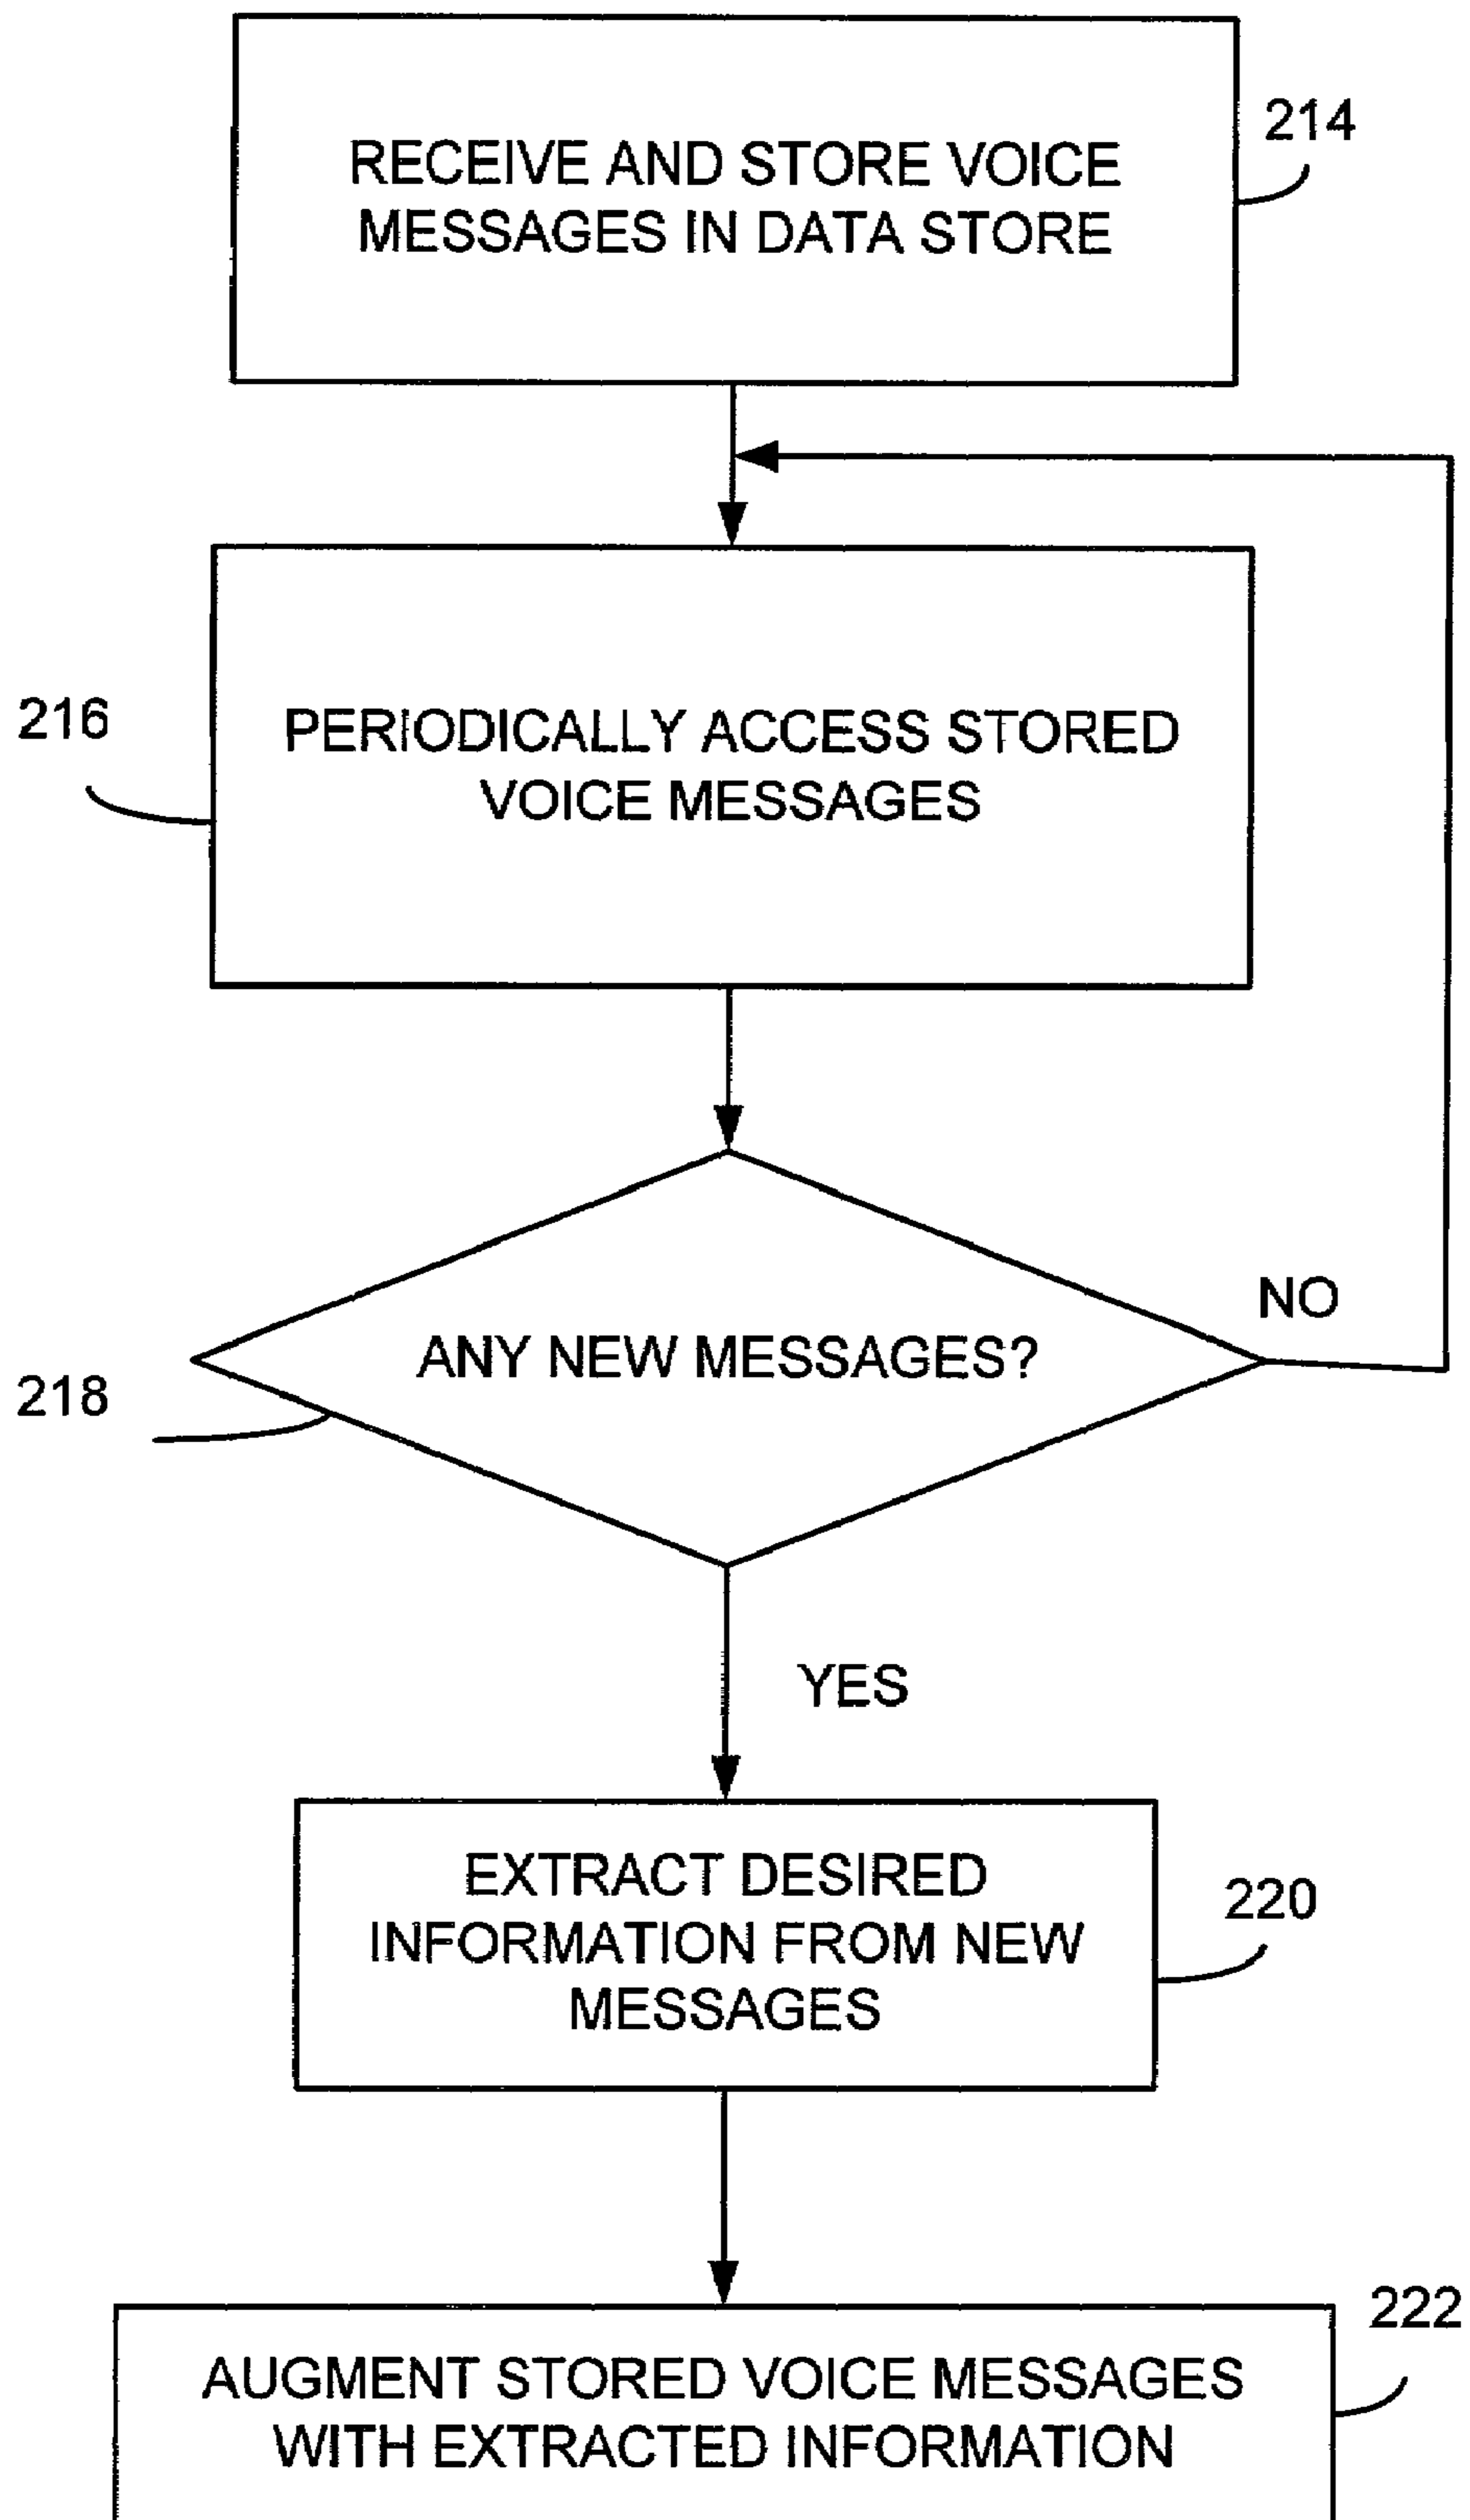 214
RECEIVE AND STORE VOICE
MESSAGES IN DATA STORE
216
PERIODICALLY ACCESS STORED
VOICE MESSAGES
NO
ANY NEW MESSAGES?
218
YES
EXTRACT DESIRED
INFORMATION FROM NEW
MESSAGES
220
222
AUGMENT STORED VOICE MESSAGES
WITH EXTRACTED INFORMATION